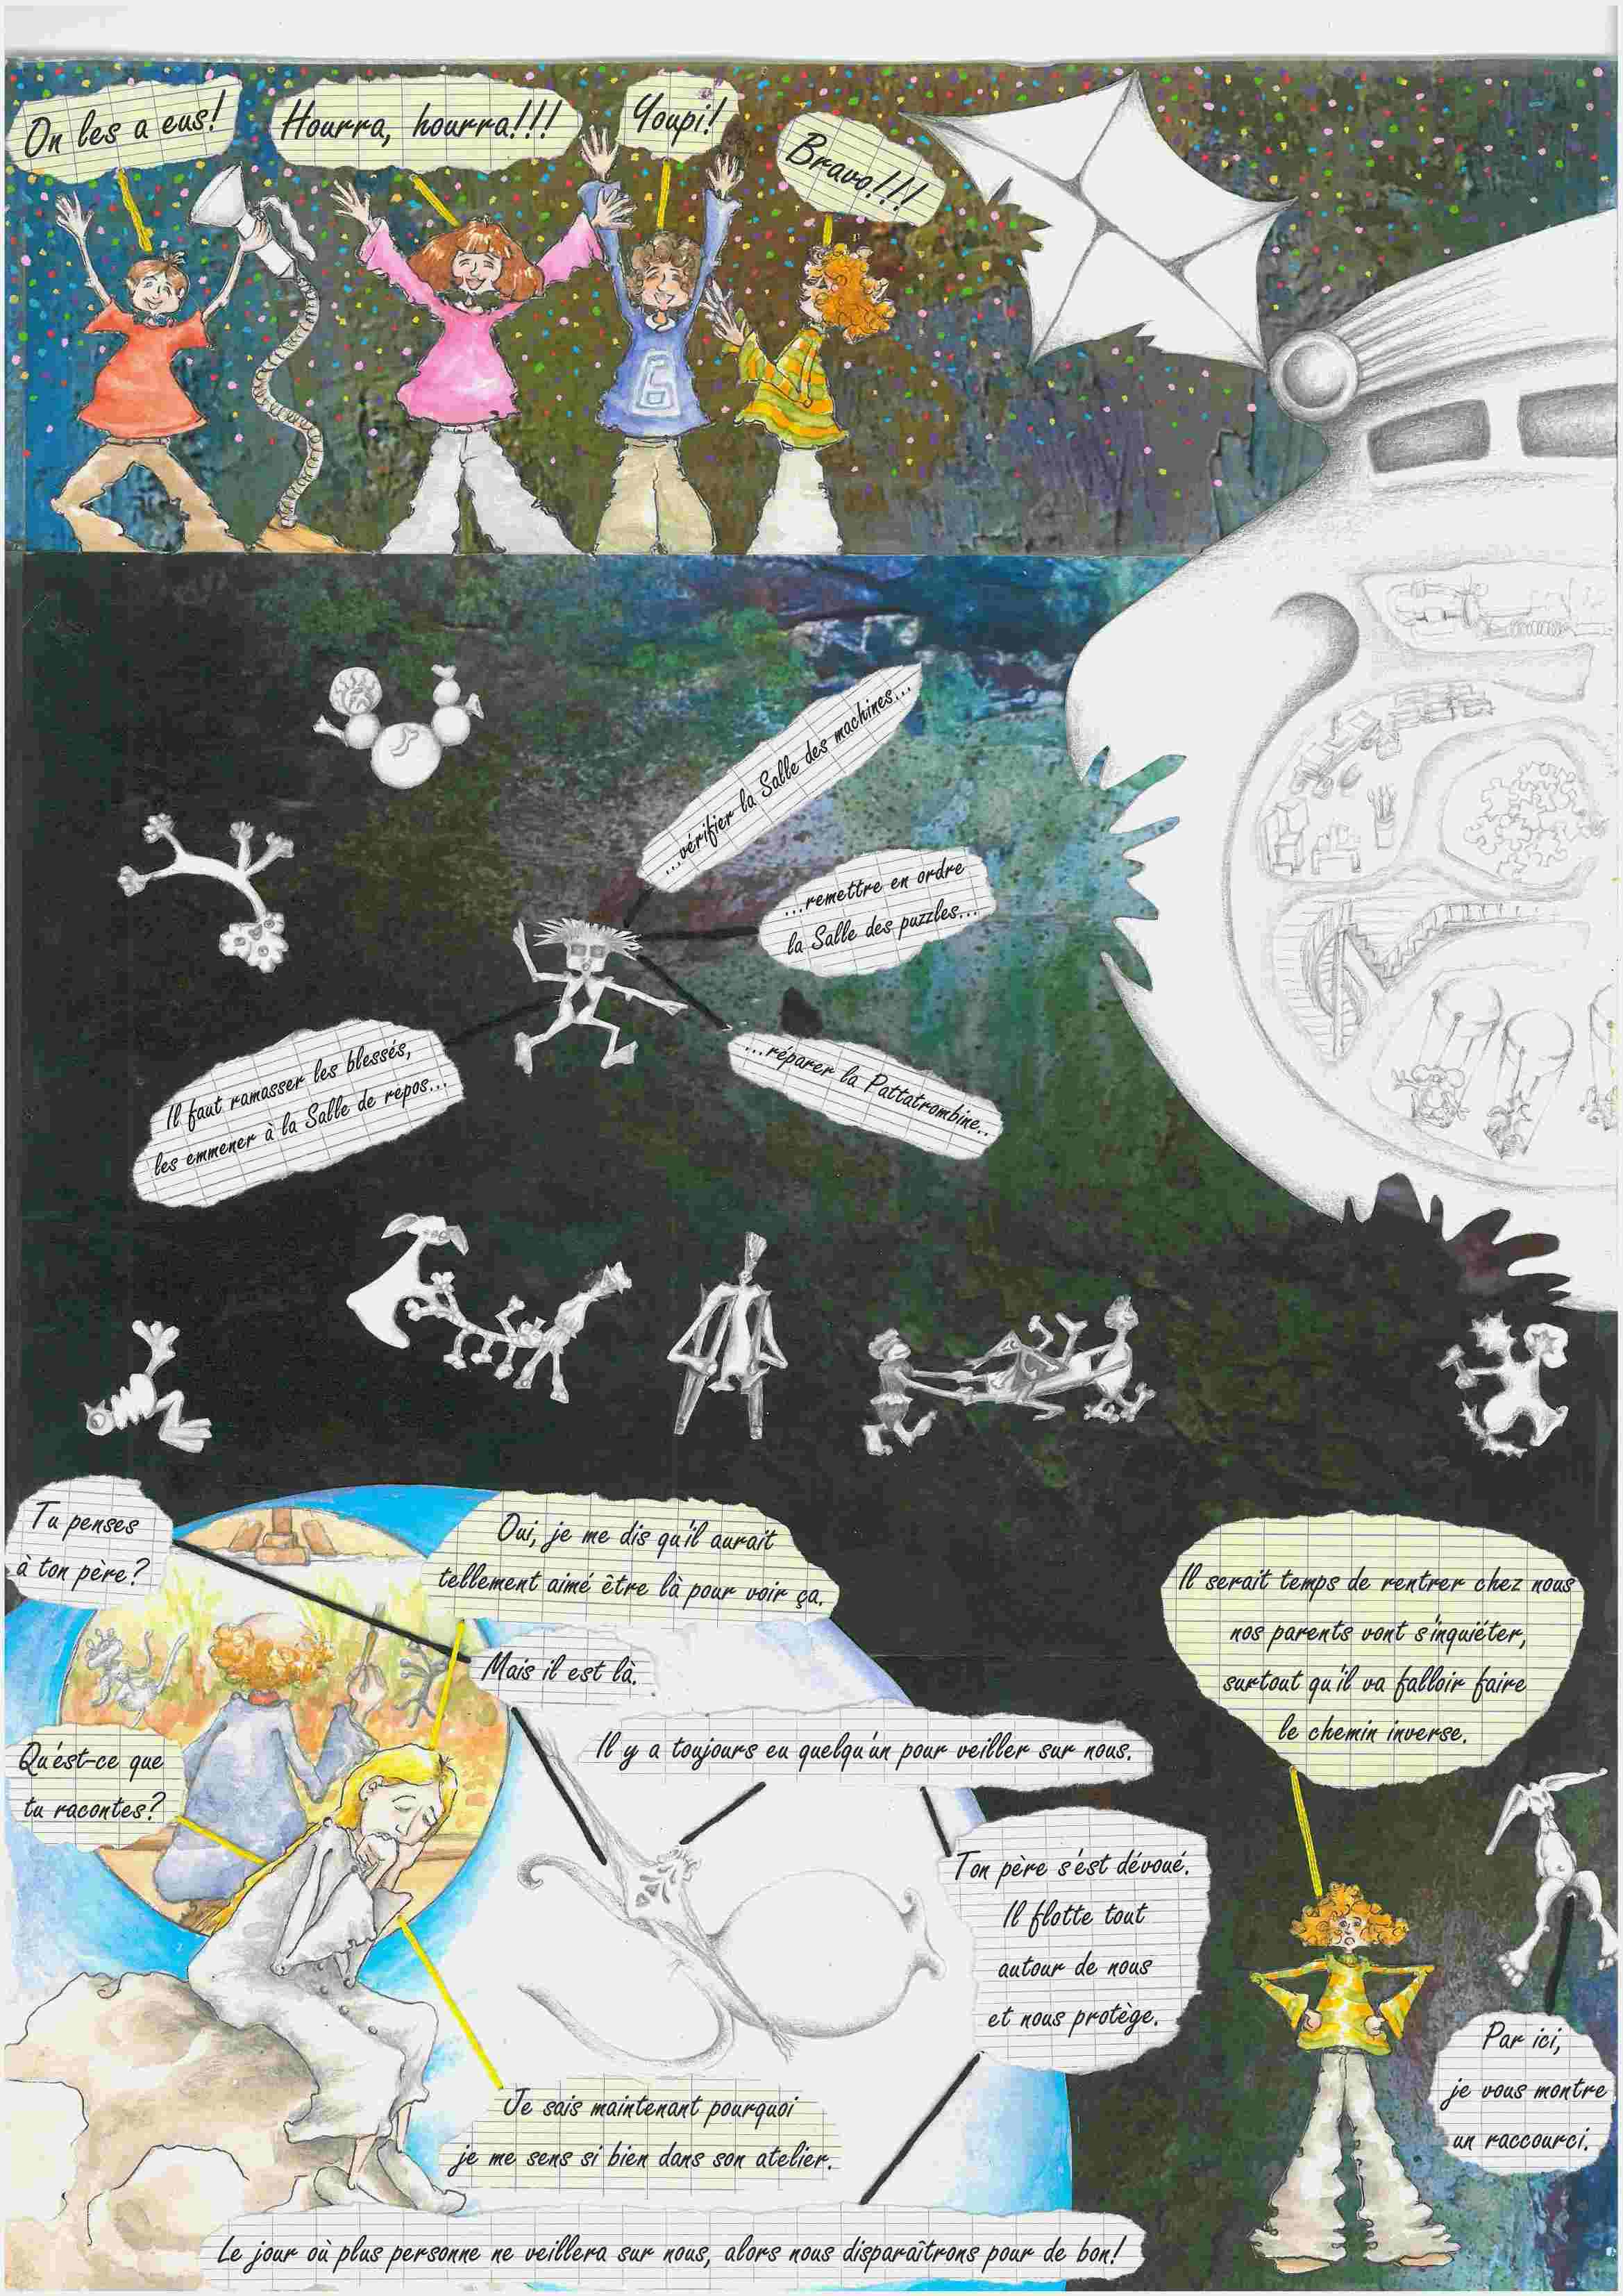 On les a eus!
Hourra, hourra!!!
Youpi!
Bravo!!!
6
...vérifier la Salle des machines...
...remettre en ordre
la Salle des puzzles...
Il faut ramasser les blessés,
les emmener à la Salle de repos...
...réparer la Pattatrombine..
Tu penses
à ton père?
Oui, je me dis qu'il aurait
tellement aimé être là pour voir ça.
Mais il est là.
Qu'est-ce que
tu racontes?
Il y a toujours eu quelqu'un pour veiller sur nous.
Ton père s'est dévoué.
Il flotte tout
autour de nous
et nous protège.
Je sais maintenant pourquoi
je me sens si bien dans son atelier.
Le jour où plus personne ne veillera sur nous, alors nous disparaîtrons pour de bon!
Il serait temps de rentrer chez nous
nos parents vont s'inquiéter,
surtout qu'il va falloir faire
le chemin inverse.
Par ici,
je vous montre
un raccourci.